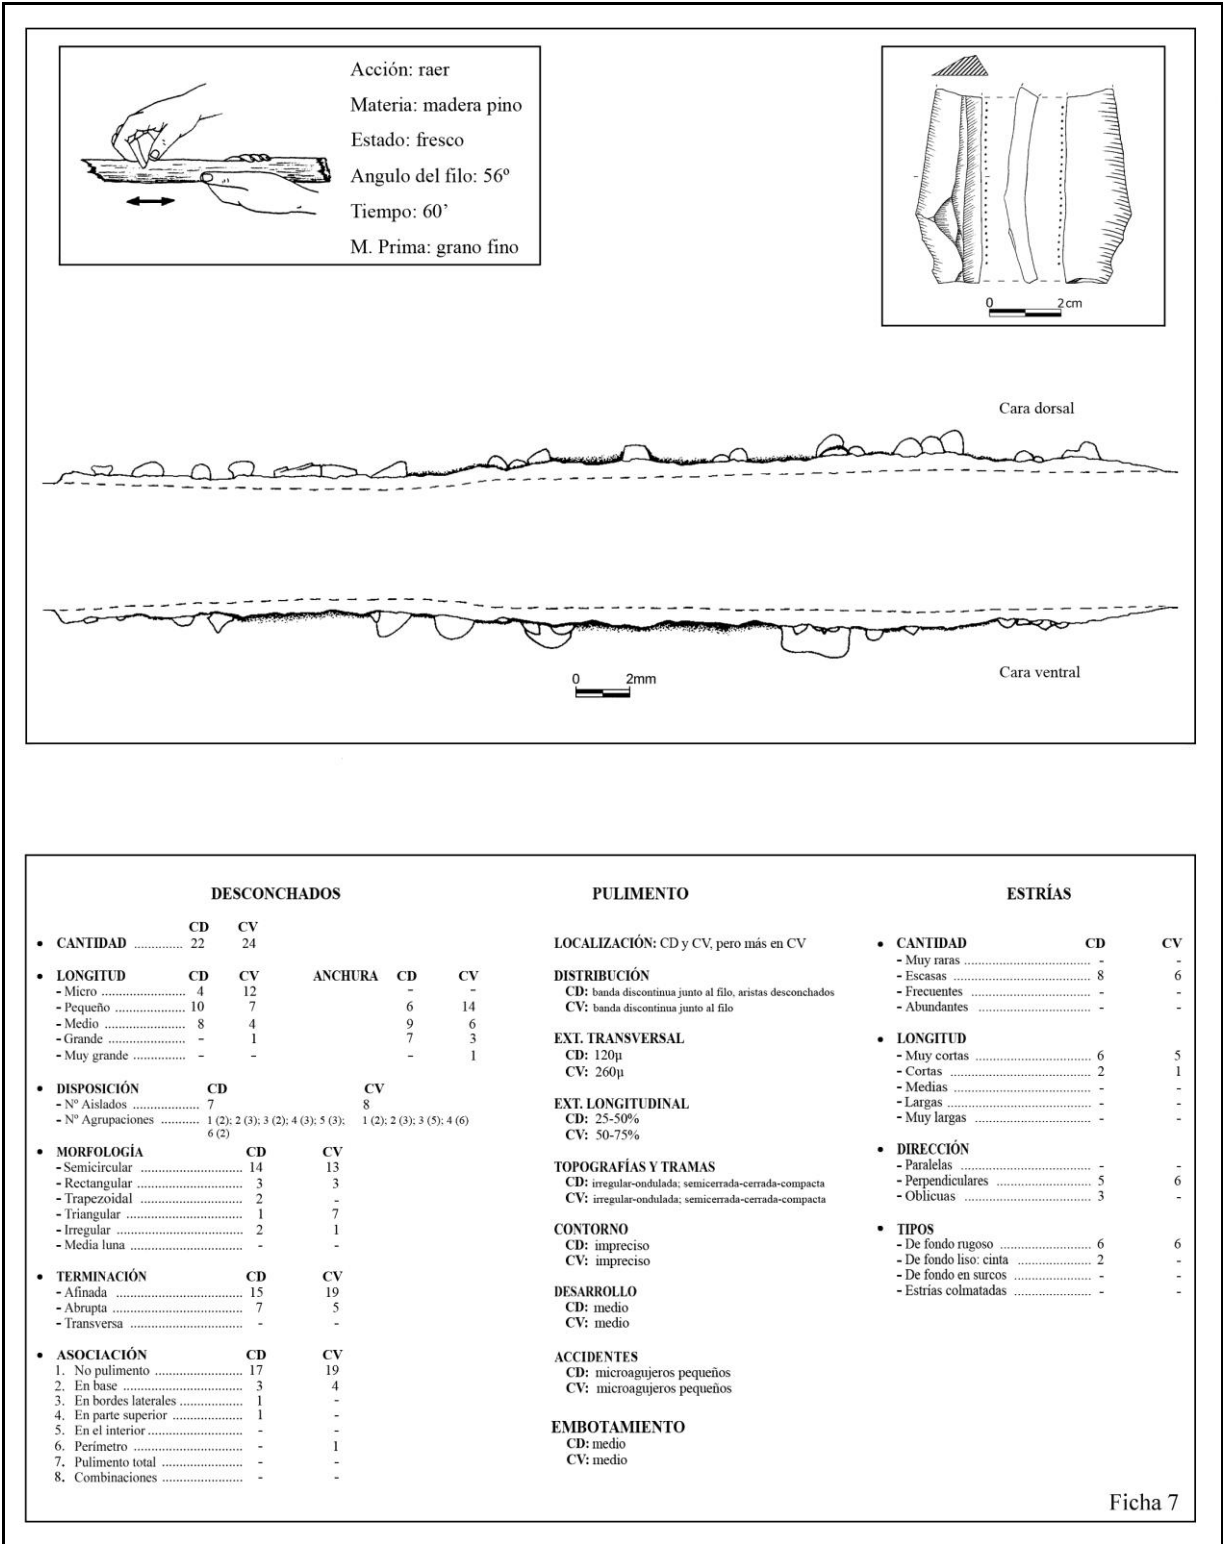 Acción: raer
Materia: madera pino
Estado: fresco
Angulo del filo: 56º
Tiempo: 60’
M. Prima: grano fino
0 2cm
Cara dorsal
Cara ventral
0 2mm
DESCONCHADOS
CD CV
• CANTIDAD ............. 22 24
• LONGITUD CD CV ANCHURA CD CV
- Micro ....................... 4 12 - -
- Pequeño .................. 10 7 6 14
- Medio ...................... 8 4 9 6
- Grande .................... - 1 7 3
- Muy grande .............. - - - 1
• DISPOSICIÓN CD CV
- Nº Aislados .................. 7 8
- Nº Agrupaciones .......... 1 (2); 2 (3); 3 (2); 4 (3); 5 (3); 1 (2); 2 (3); 3 (5); 4 (6)
6 (2)
• MORFOLOGÍA CD CV
- Semicircular ........................... 14 13
- Rectangular ............................ 3 3
- Trapezoidal ............................ 2 -
- Triangular .............................. 1 7
- Irregular ................................. 2 1
- Media luna ............................. - -
• TERMINACIÓN CD CV
- Afinada .................................. 15 19
- Abrupta .................................. 7 5
- Transversa .............................. - -
• ASOCIACIÓN CD CV
1. No pulimento ....................... 17 19
2. En base ................................ 3 4
3. En bordes laterales ................. 1 -
4. En parte superior ................... 1 -
5. En el interior ......................... - -
6. Perímetro ............................. - 1
7. Pulimento total ..................... - -
8. Combinaciones ...................... - -
PULIMENTO
LOCALIZACIÓN: CD y CV, pero más en CV
DISTRIBUCIÓN
CD: banda discontinua junto al filo, aristas desconchados
CV: banda discontinua junto al filo
EXT. TRANSVERSAL
CD: 120µ
CV: 260µ
EXT. LONGITUDINAL
CD: 25-50%
CV: 50-75%
TOPOGRAFÍAS Y TRAMAS
CD: irregular-ondulada; semicerrada-cerrada-compacta
CV: irregular-ondulada; semicerrada-cerrada-compacta
CONTORNO
CD: impreciso
CV: impreciso
DESARROLLO
CD: medio
CV: medio
ACCIDENTES
CD: microagujeros pequeños
CV: microagujeros pequeños
EMBOTAMIENTO
CD: medio
CV: medio
ESTRÍAS
• CANTIDAD CD CV
- Muy raras .................................. - -
- Escasas ..................................... 8 6
- Frecuentes ................................ - -
- Abundantes .............................. - -
• LONGITUD
- Muy cortas ................................ 6 5
- Cortas ....................................... 2 1
- Medias ...................................... - -
- Largas ....................................... - -
- Muy largas ................................ - -
• DIRECCIÓN
- Paralelas ................................... - -
- Perpendiculares ......................... 5 6
- Oblicuas ................................... 3 -
• TIPOS
- De fondo rugoso ........................ 6 6
- De fondo liso: cinta .................... 2 -
- De fondo en surcos .................... - -
- Estrías colmatadas ..................... - -
Ficha 7